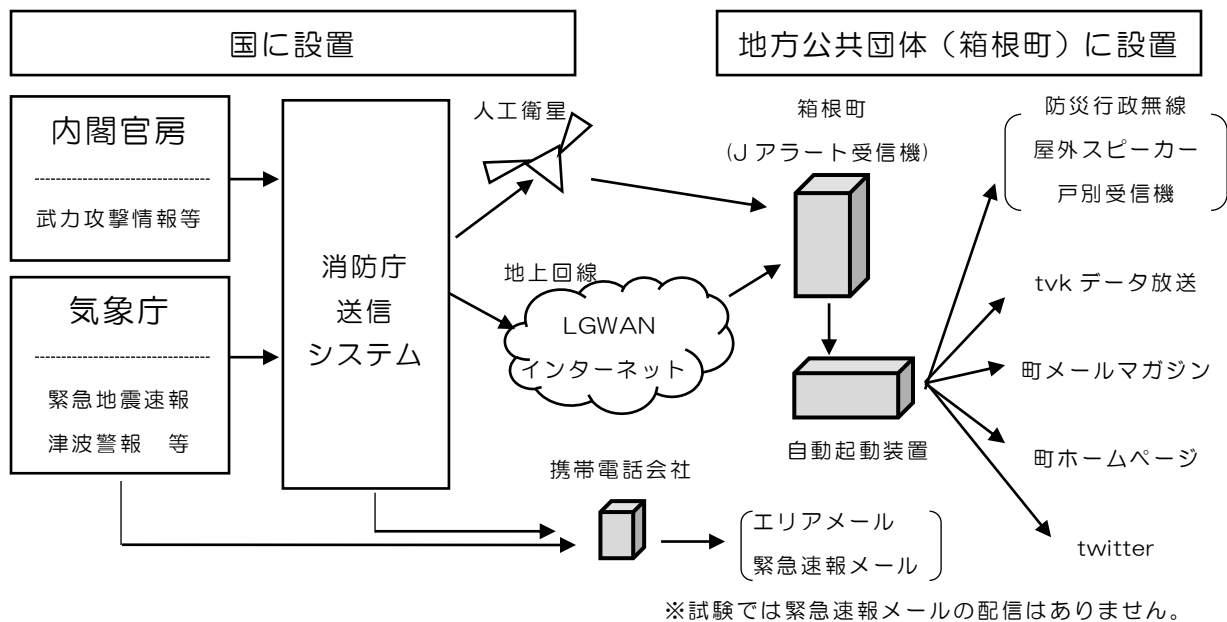 国に設置
地方公共団体（箱根町）に設置
内閣官房
武力攻撃情報等
気象庁
緊急地震速報
津波警報　等
消防庁
送信
システム
人工衛星
地上回線
LGWAN
インターネット
箱根町
(Jアラート受信機)
自動起動装置
防災行政無線
屋外スピーカー
戸別受信機
tvkデータ放送
町メールマガジン
町ホームページ
twitter
携帯電話会社
エリアメール
緊急速報メール
※試験では緊急速報メールの配信はありません。